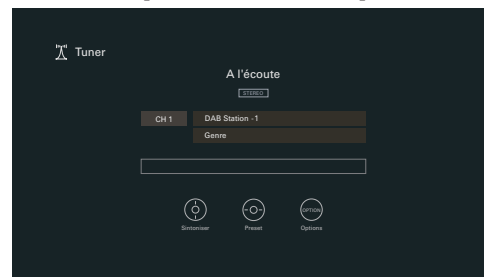 Tuner
A l'écoute
STEREO
CH 1 DAB Station -1
Genre
OPTION
Sintoniser Preset Options